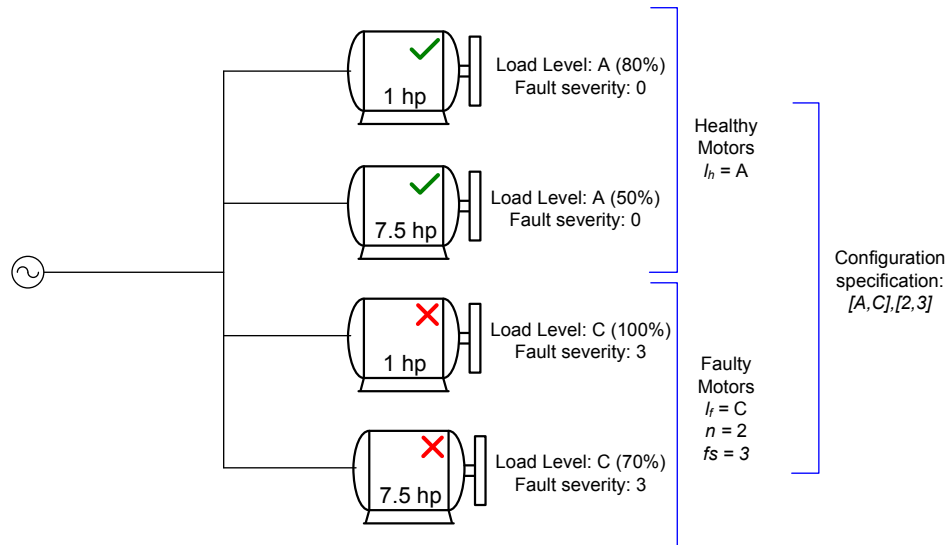 1 hp
Load Level: A (80%)
Fault severity: 0
7.5 hp
Load Level: A (50%)
Fault severity: 0
Healthy
Motors
lh = A
1 hp
Load Level: C (100%)
Fault severity: 3
7.5 hp
Load Level: C (70%)
Fault severity: 3
Faulty
Motors
lf = C
n = 2
fs = 3
Configuration
specification:
[A,C],[2,3]